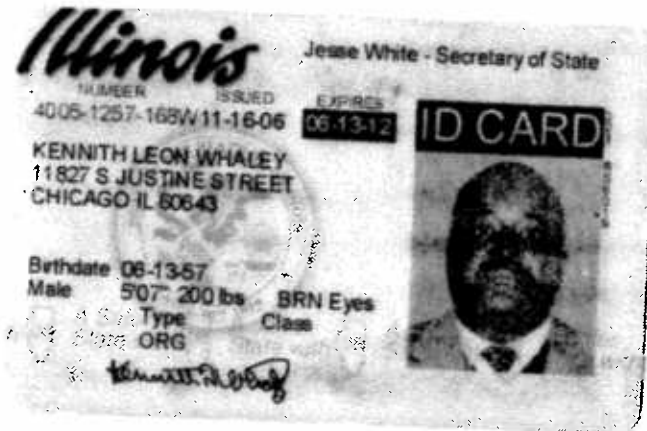 Illinois
Jesse White - Secretary of State
NUMBER ISSUED EXPIRES
4005-1257-168W 11-16-06 06-13-12
ID CARD
KENNITH LEON WHALEY
11827 S JUSTINE STREET
CHICAGO IL 60643
Birthdate 06-13-57
Male 5'07" 200 lbs BRN Eyes
Type Class
ORG